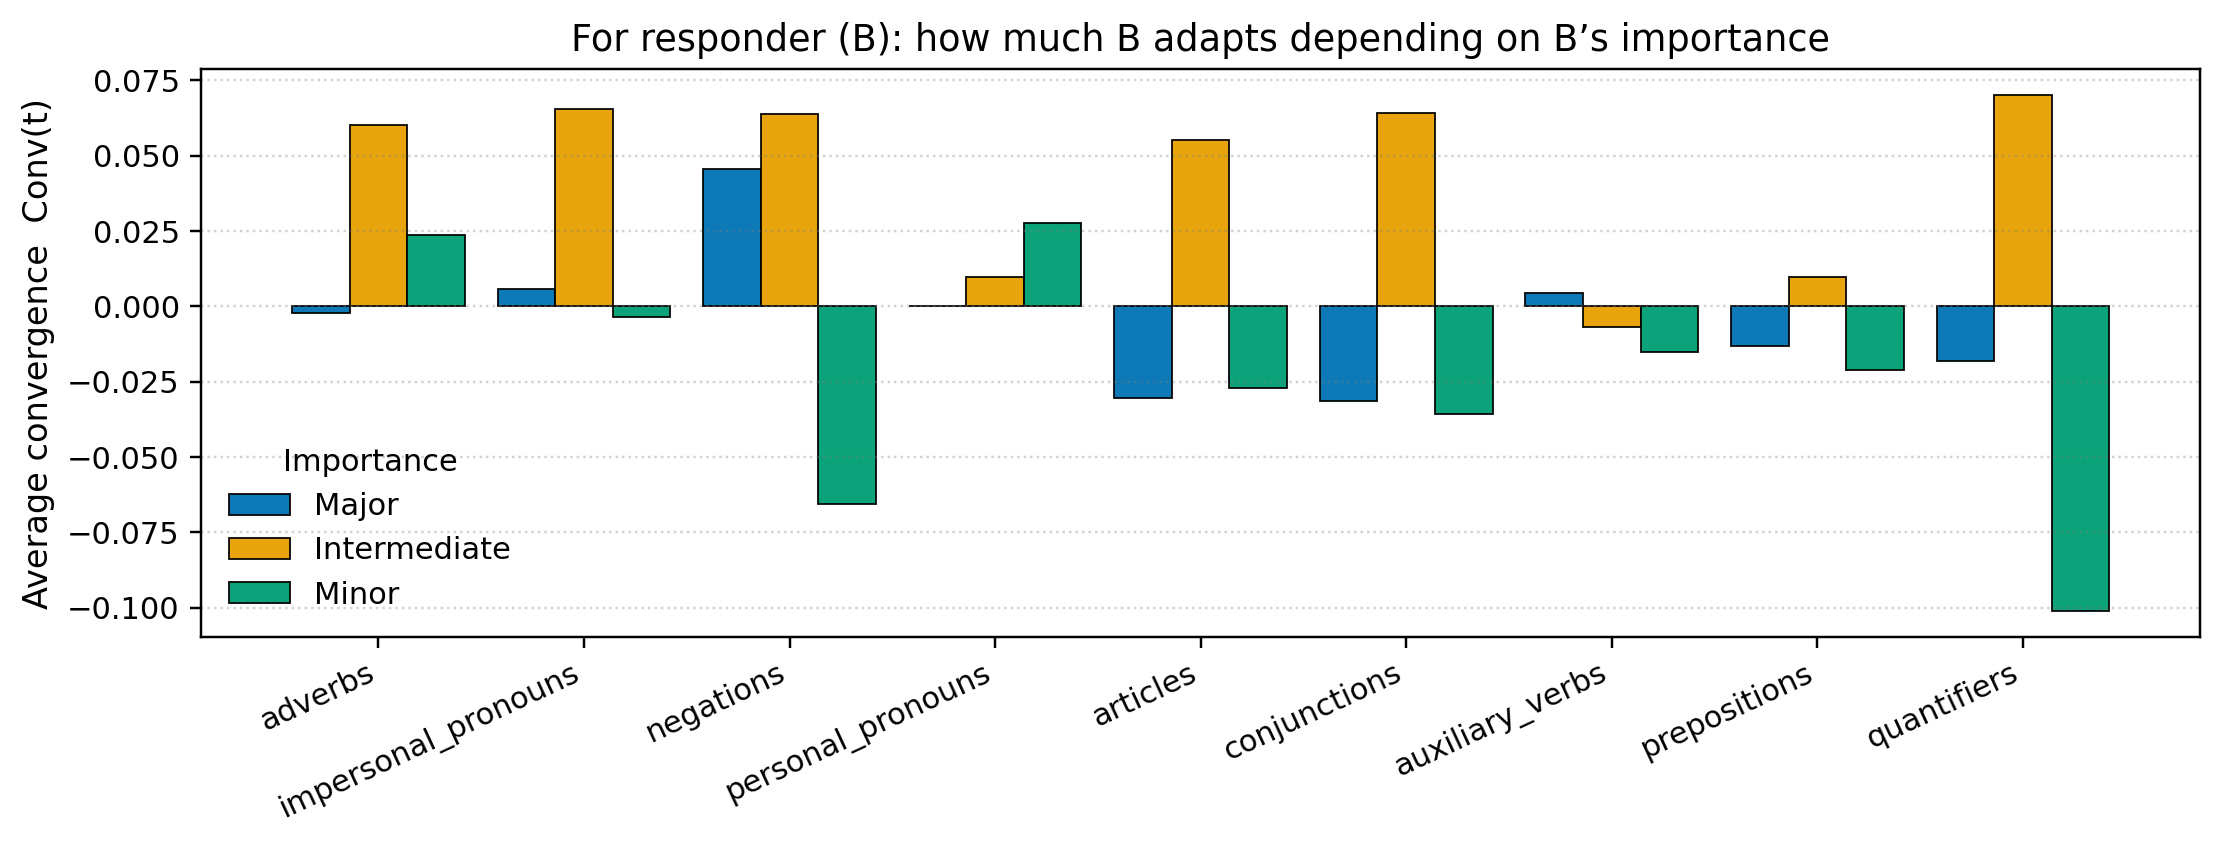 For responder (B): how much B adapts depending on B’s importance
Average convergence  Conv(t)
0.075
0.050
0.025
0.000
−0.025
−0.050
−0.075
−0.100
Importance
Major
Intermediate
Minor
adverbs
impersonal_pronouns
negations
personal_pronouns
articles
conjunctions
auxiliary_verbs
prepositions
quantifiers